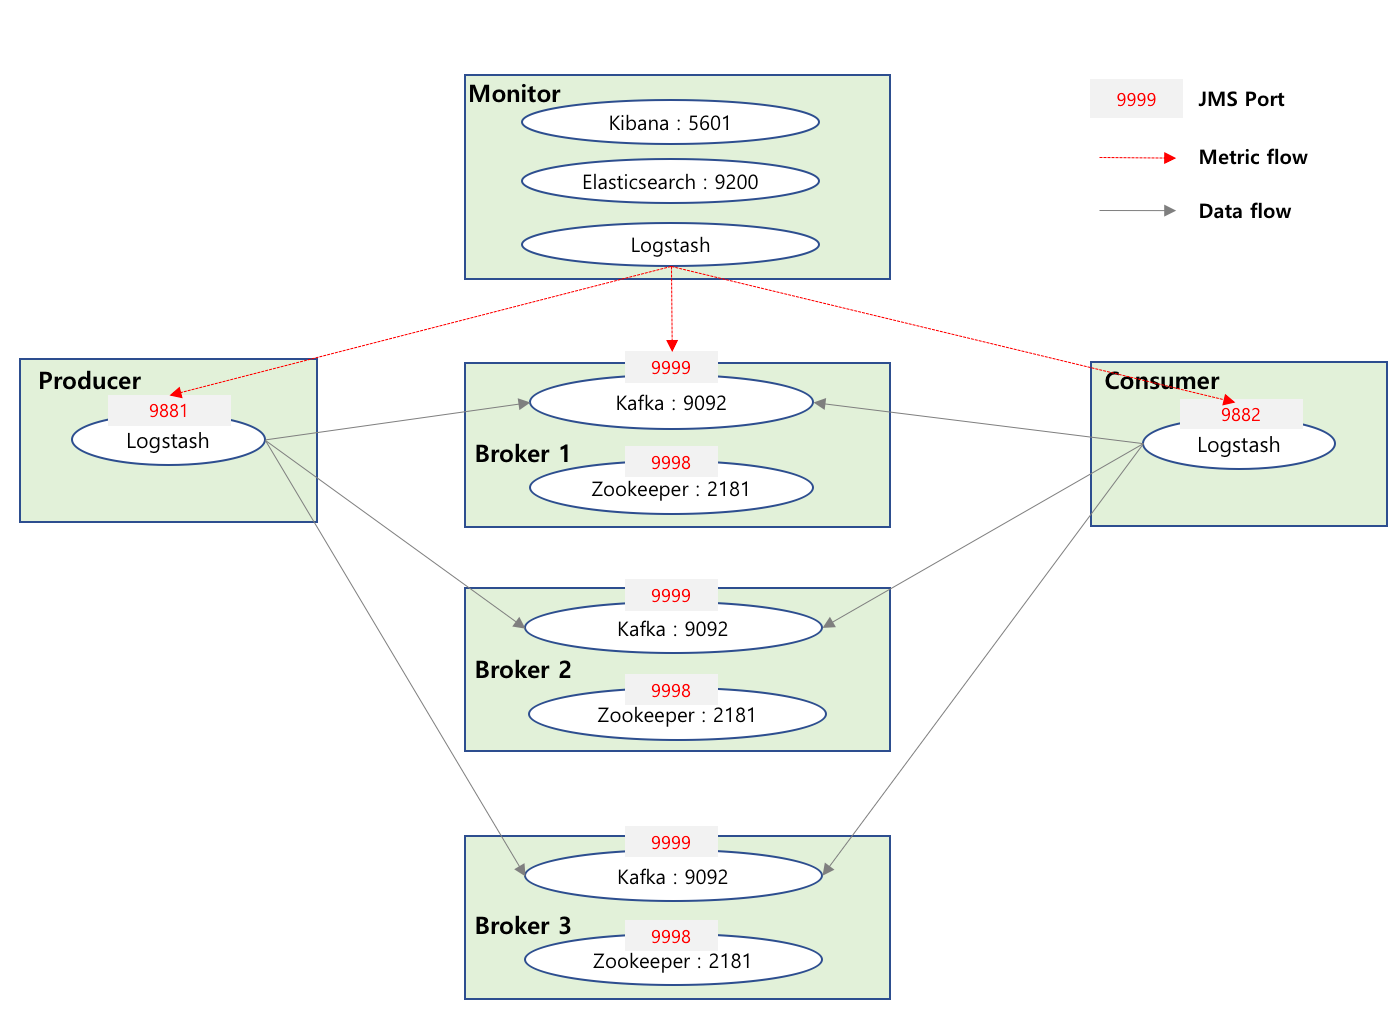 Monitor
Kibana : 5601
Elasticsearch : 9200
Logstash
9999
JMS Port
Metric flow
Data flow
Producer
9881
Logstash
9999
Kafka : 9092
Broker 1
9998
Zookeeper : 2181
Consumer
9882
Logstash
9999
Kafka : 9092
Broker 2
9998
Zookeeper : 2181
9999
Kafka : 9092
Broker 3
9998
Zookeeper : 2181